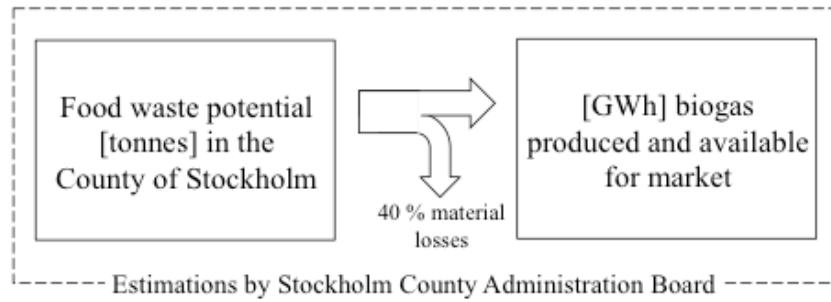 Food waste potential
[tonnes] in the
County of Stockholm
40 % material
losses
[GWh] biogas
produced and available
for market
Estimations by Stockholm County Administration Board